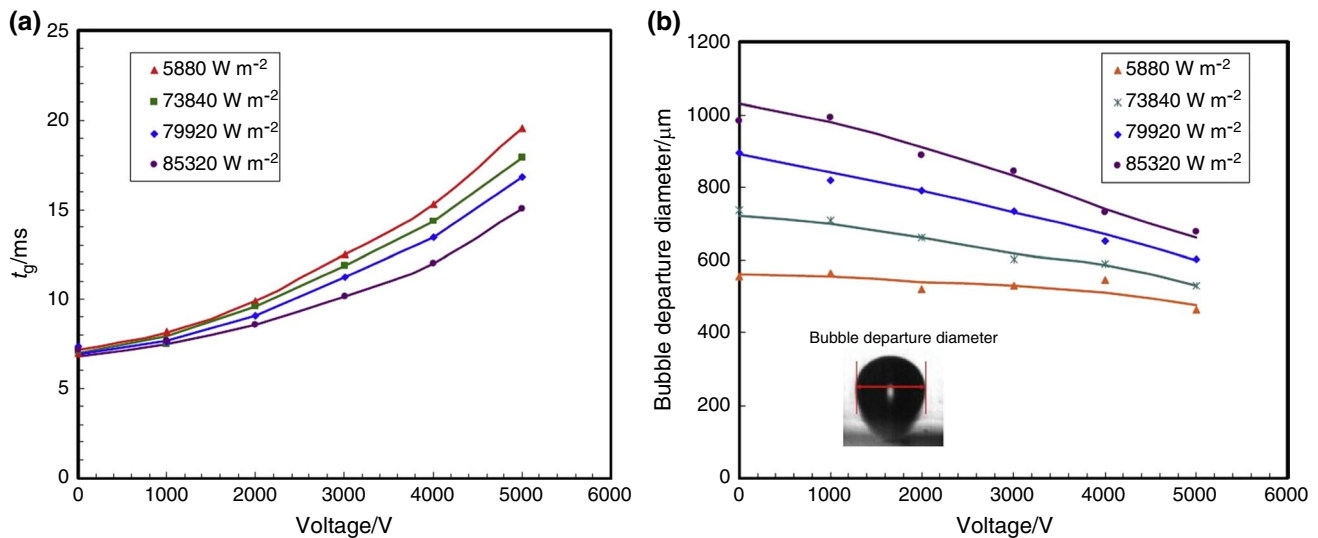 (a)
25
20
15
10
5
0
t_g/ms
5880 W m⁻²
73840 W m⁻²
79920 W m⁻²
85320 W m⁻²
0 1000 2000 3000 4000 5000 6000
Voltage/V
(b)
1200
1000
800
600
400
200
0
Bubble departure diameter/μm
5880 W m⁻²
73840 W m⁻²
79920 W m⁻²
85320 W m⁻²
Bubble departure diameter
0 1000 2000 3000 4000 5000 6000
Voltage/V